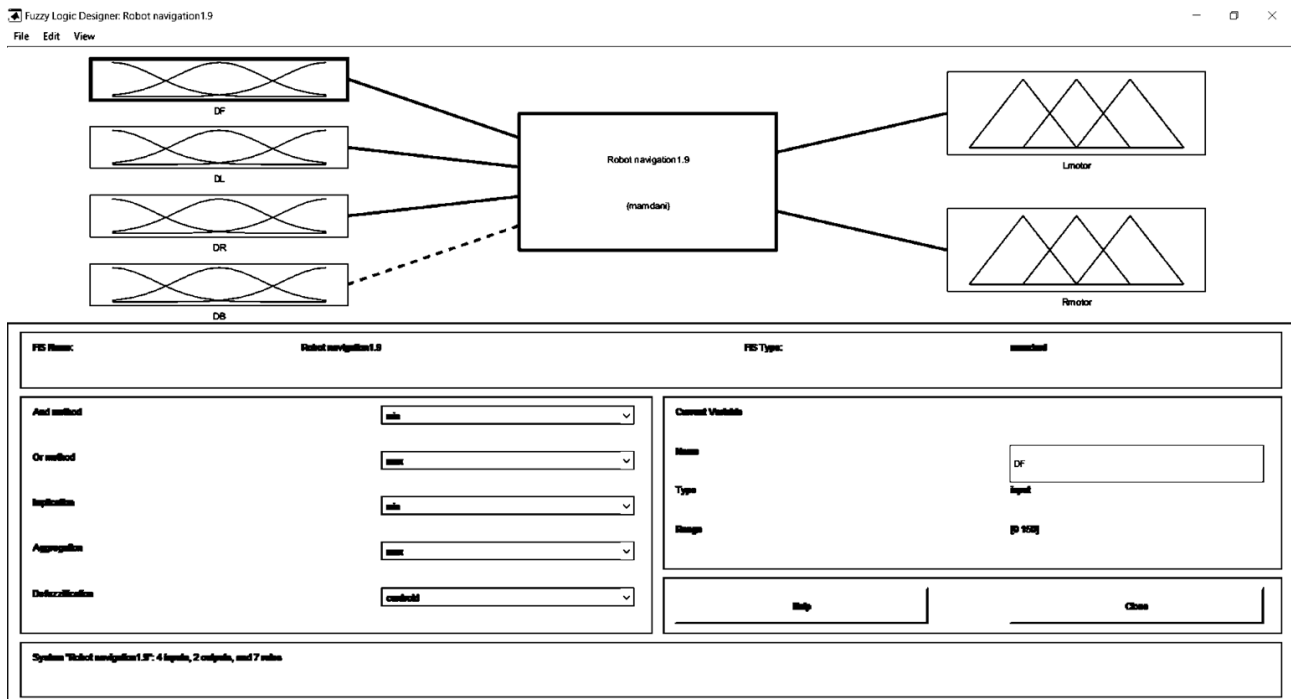 Fuzzy Logic Designer: Robot navigation1.9
File Edit View
DF
DL
DR
DB
Robot navigation1.9
(mamdani)
Lmotor
Rmotor
FIS Name: Robot navigation1.9 FIS Type: mamdani
And method min
Or method max
Implication min
Aggregation max
Defuzzification centroid
Current Variable
Name DF
Type input
Range [0 150]
Help Close
System "Robot navigation1.9": 4 inputs, 2 outputs, and 7 rules